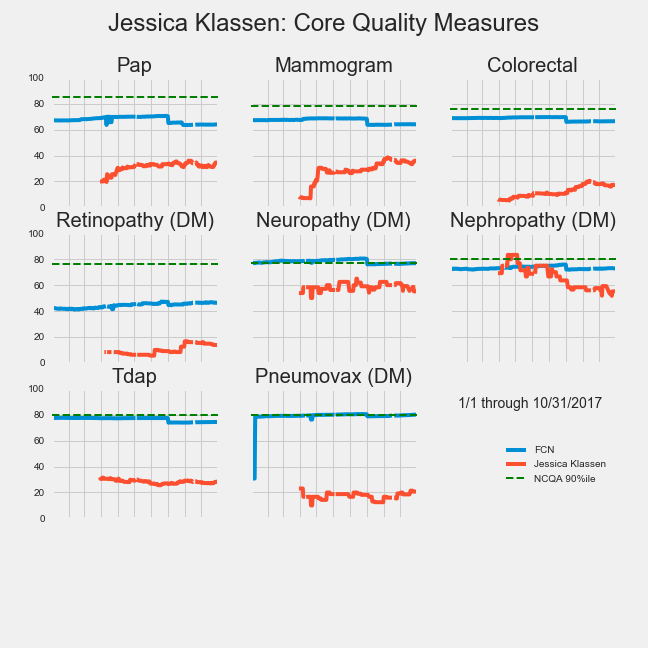 Jessica Klassen: Core Quality Measures
Pap Mammogram Colorectal
100
80
60
40
20
0
Retinopathy (DM) Neuropathy (DM) Nephropathy (DM)
100
80
60
40
20
0
Tdap Pneumovax (DM)
100
80
60
40
20
0
1/1 through 10/31/2017
FCN
Jessica Klassen
NCQA 90%ile